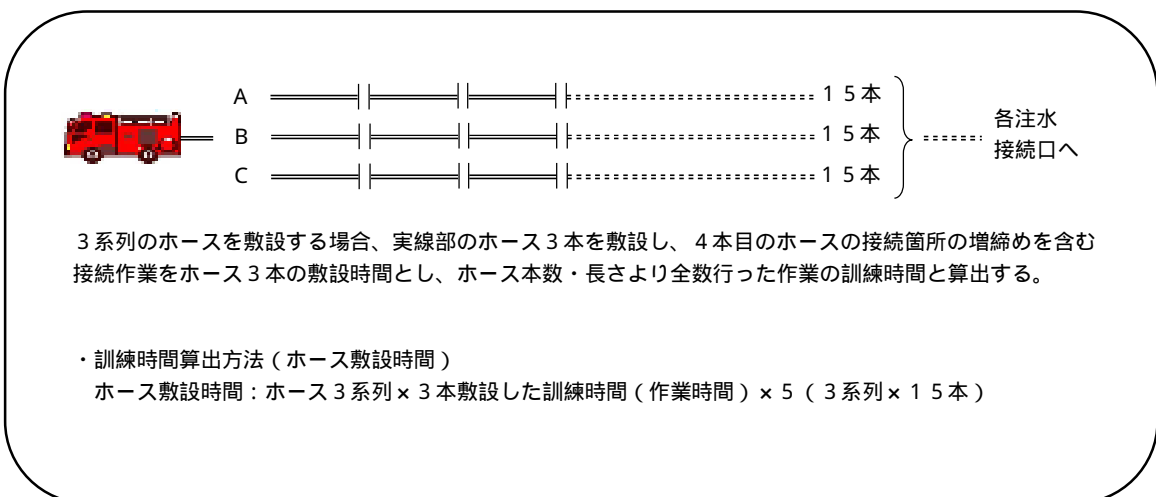 A １５本
B １５本
C １５本
各注水
接続口へ
３系列のホースを敷設する場合、実線部のホース３本を敷設し、４本目のホースの接続箇所の増締めを含む
接続作業をホース３本の敷設時間とし、ホース本数・長さより全数行った作業の訓練時間と算出する。
・訓練時間算出方法（ホース敷設時間）
ホース敷設時間：ホース３系列×３本敷設した訓練時間（作業時間）×５（３系列×１５本）